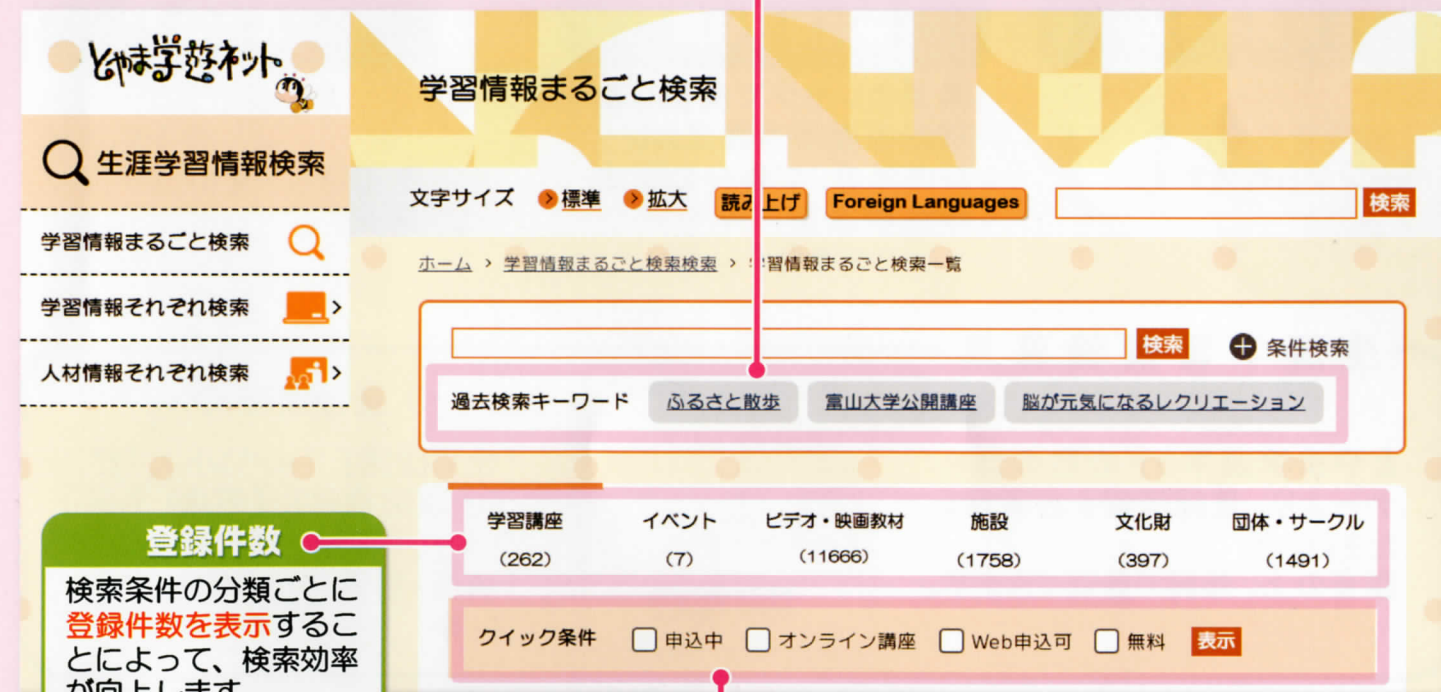 とやま学遊ネット
学習情報まるごと検索
生涯学習情報検索
文字サイズ 標準 拡大 読み上げ Foreign Languages 検索
学習情報まるごと検索
学習情報それぞれ検索
人材情報それぞれ検索
ホーム > 学習情報まるごと検索検索 > 学習情報まるごと検索一覧
検索 条件検索
過去検索キーワード ふるさと散歩 富山大学公開講座 脳が元気になるレクリエーション
学習講座 イベント ビデオ・映画教材 施設 文化財 団体・サークル
(262) (7) (11666) (1758) (397) (1491)
クイック条件 申込中 オンライン講座 Web申込可 無料 表示
登録件数
検索条件の分類ごとに
登録件数を表示するこ
とによって、検索効率
が向上します